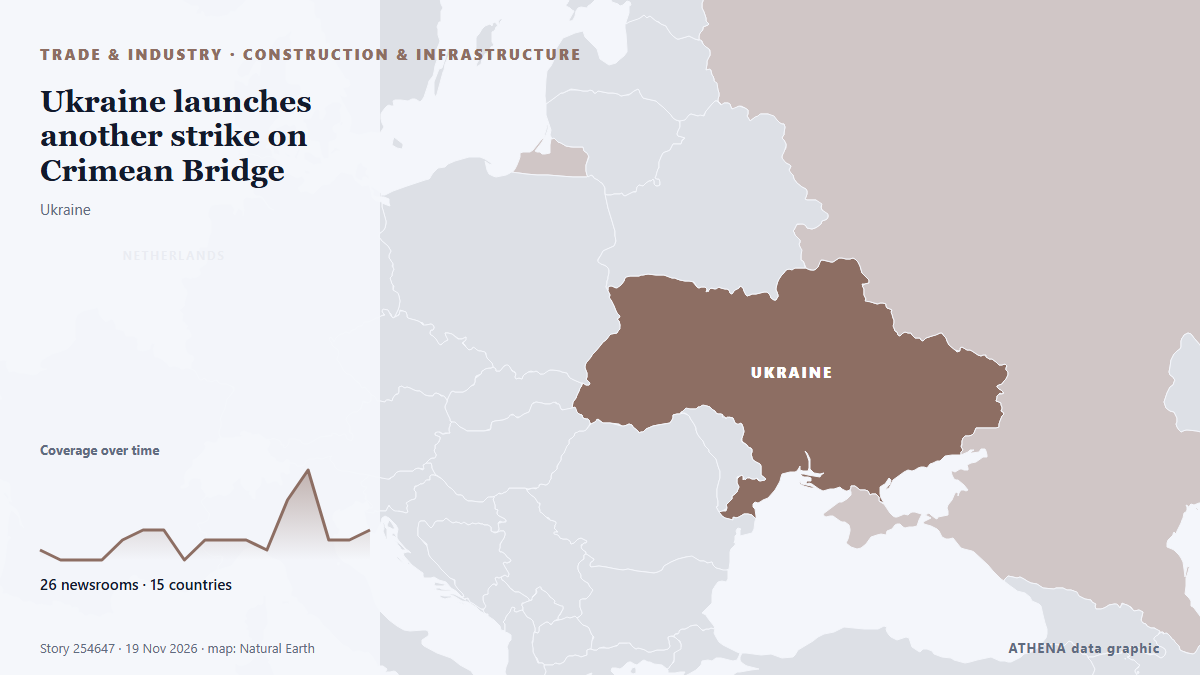 TRADE & INDUSTRY · CONSTRUCTION & INFRASTRUCTURE
Ukraine launches
another strike on
Crimean Bridge
Ukraine
NETHERLANDS
UKRAINE
Coverage over time
26 newsrooms · 15 countries
Story 254647 · 19 Nov 2026 · map: Natural Earth
ATHENA data graphic